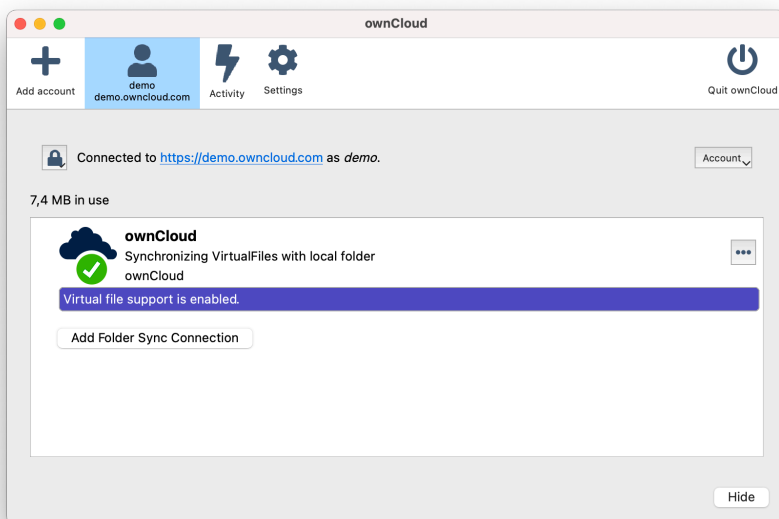 ownCloud
Add account
demo
demo.owncloud.com
Activity
Settings
Quit ownCloud
Connected to https://demo.owncloud.com as demo.
Account
7,4 MB in use
ownCloud
Synchronizing VirtualFiles with local folder
ownCloud
Virtual file support is enabled.
Add Folder Sync Connection
Hide